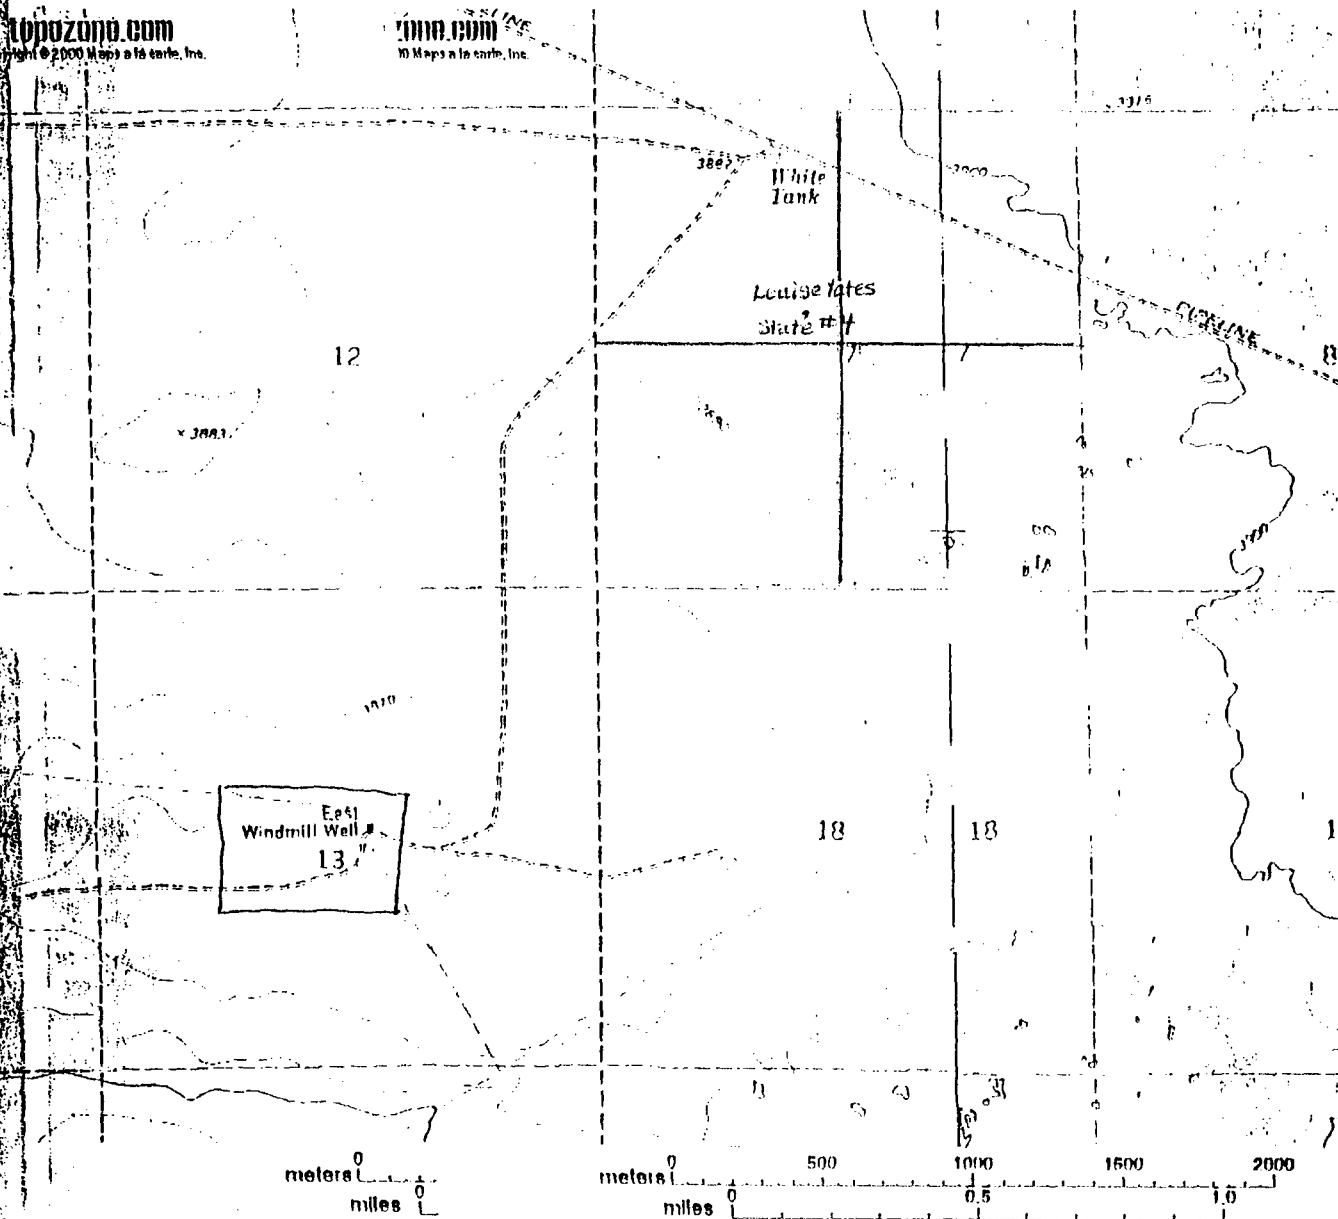 topozone.com
© 2000 Maps a la carte, Inc.
zone.com
Maps a la carte, Inc.
3887
White
Tank
3900
Louise Yates
State #4
PIPELINE
12
× 3883
East
Windmill Well
13
18
18
0
meters
0
miles
0
500
1000
1500
2000
meters
0
0.5
1.0
miles